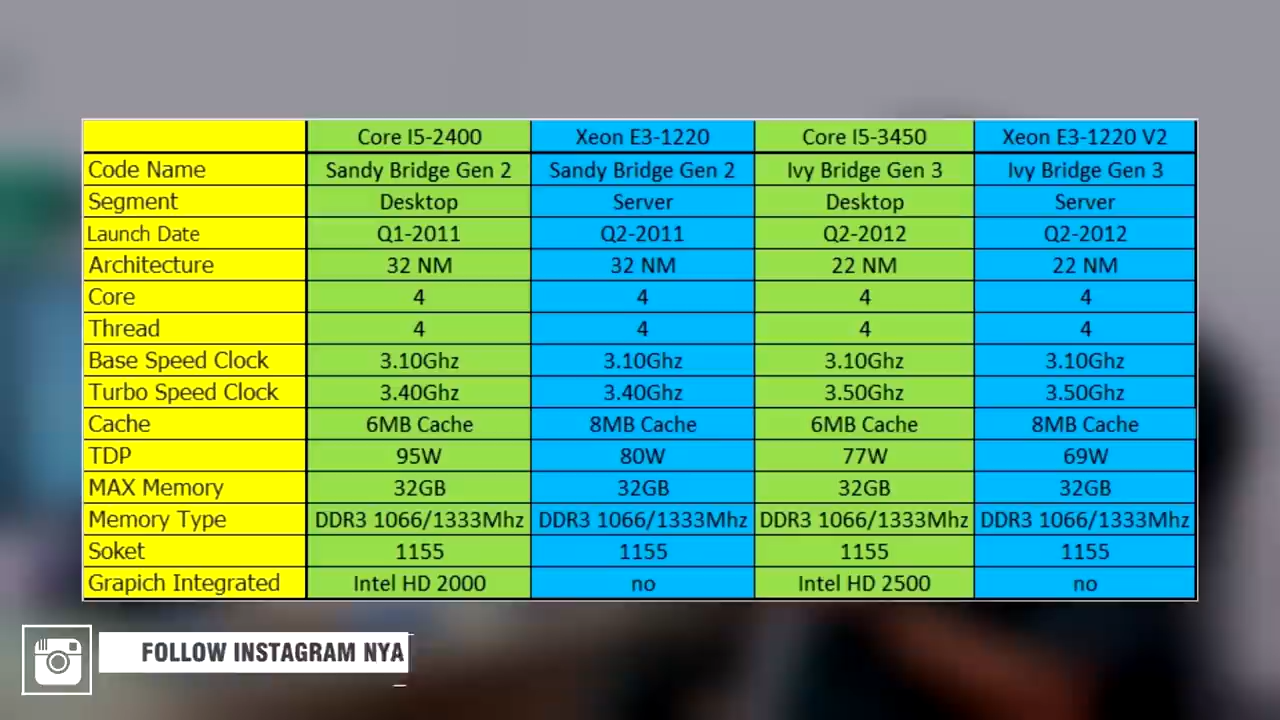 Core I5-2400 Xeon E3-1220 Core I5-3450 Xeon E3-1220 V2
Code Name Sandy Bridge Gen 2 Sandy Bridge Gen 2 Ivy Bridge Gen 3 Ivy Bridge Gen 3
Segment Desktop Server Desktop Server
Launch Date Q1-2011 Q2-2011 Q2-2012 Q2-2012
Architecture 32 NM 32 NM 22 NM 22 NM
Core 4 4 4 4
Thread 4 4 4 4
Base Speed Clock 3.10Ghz 3.10Ghz 3.10Ghz 3.10Ghz
Turbo Speed Clock 3.40Ghz 3.40Ghz 3.50Ghz 3.50Ghz
Cache 6MB Cache 8MB Cache 6MB Cache 8MB Cache
TDP 95W 80W 77W 69W
MAX Memory 32GB 32GB 32GB 32GB
Memory Type DDR3 1066/1333Mhz DDR3 1066/1333Mhz DDR3 1066/1333Mhz DDR3 1066/1333Mhz
Soket 1155 1155 1155 1155
Grapich Integrated Intel HD 2000 no Intel HD 2500 no
FOLLOW INSTAGRAM NYA